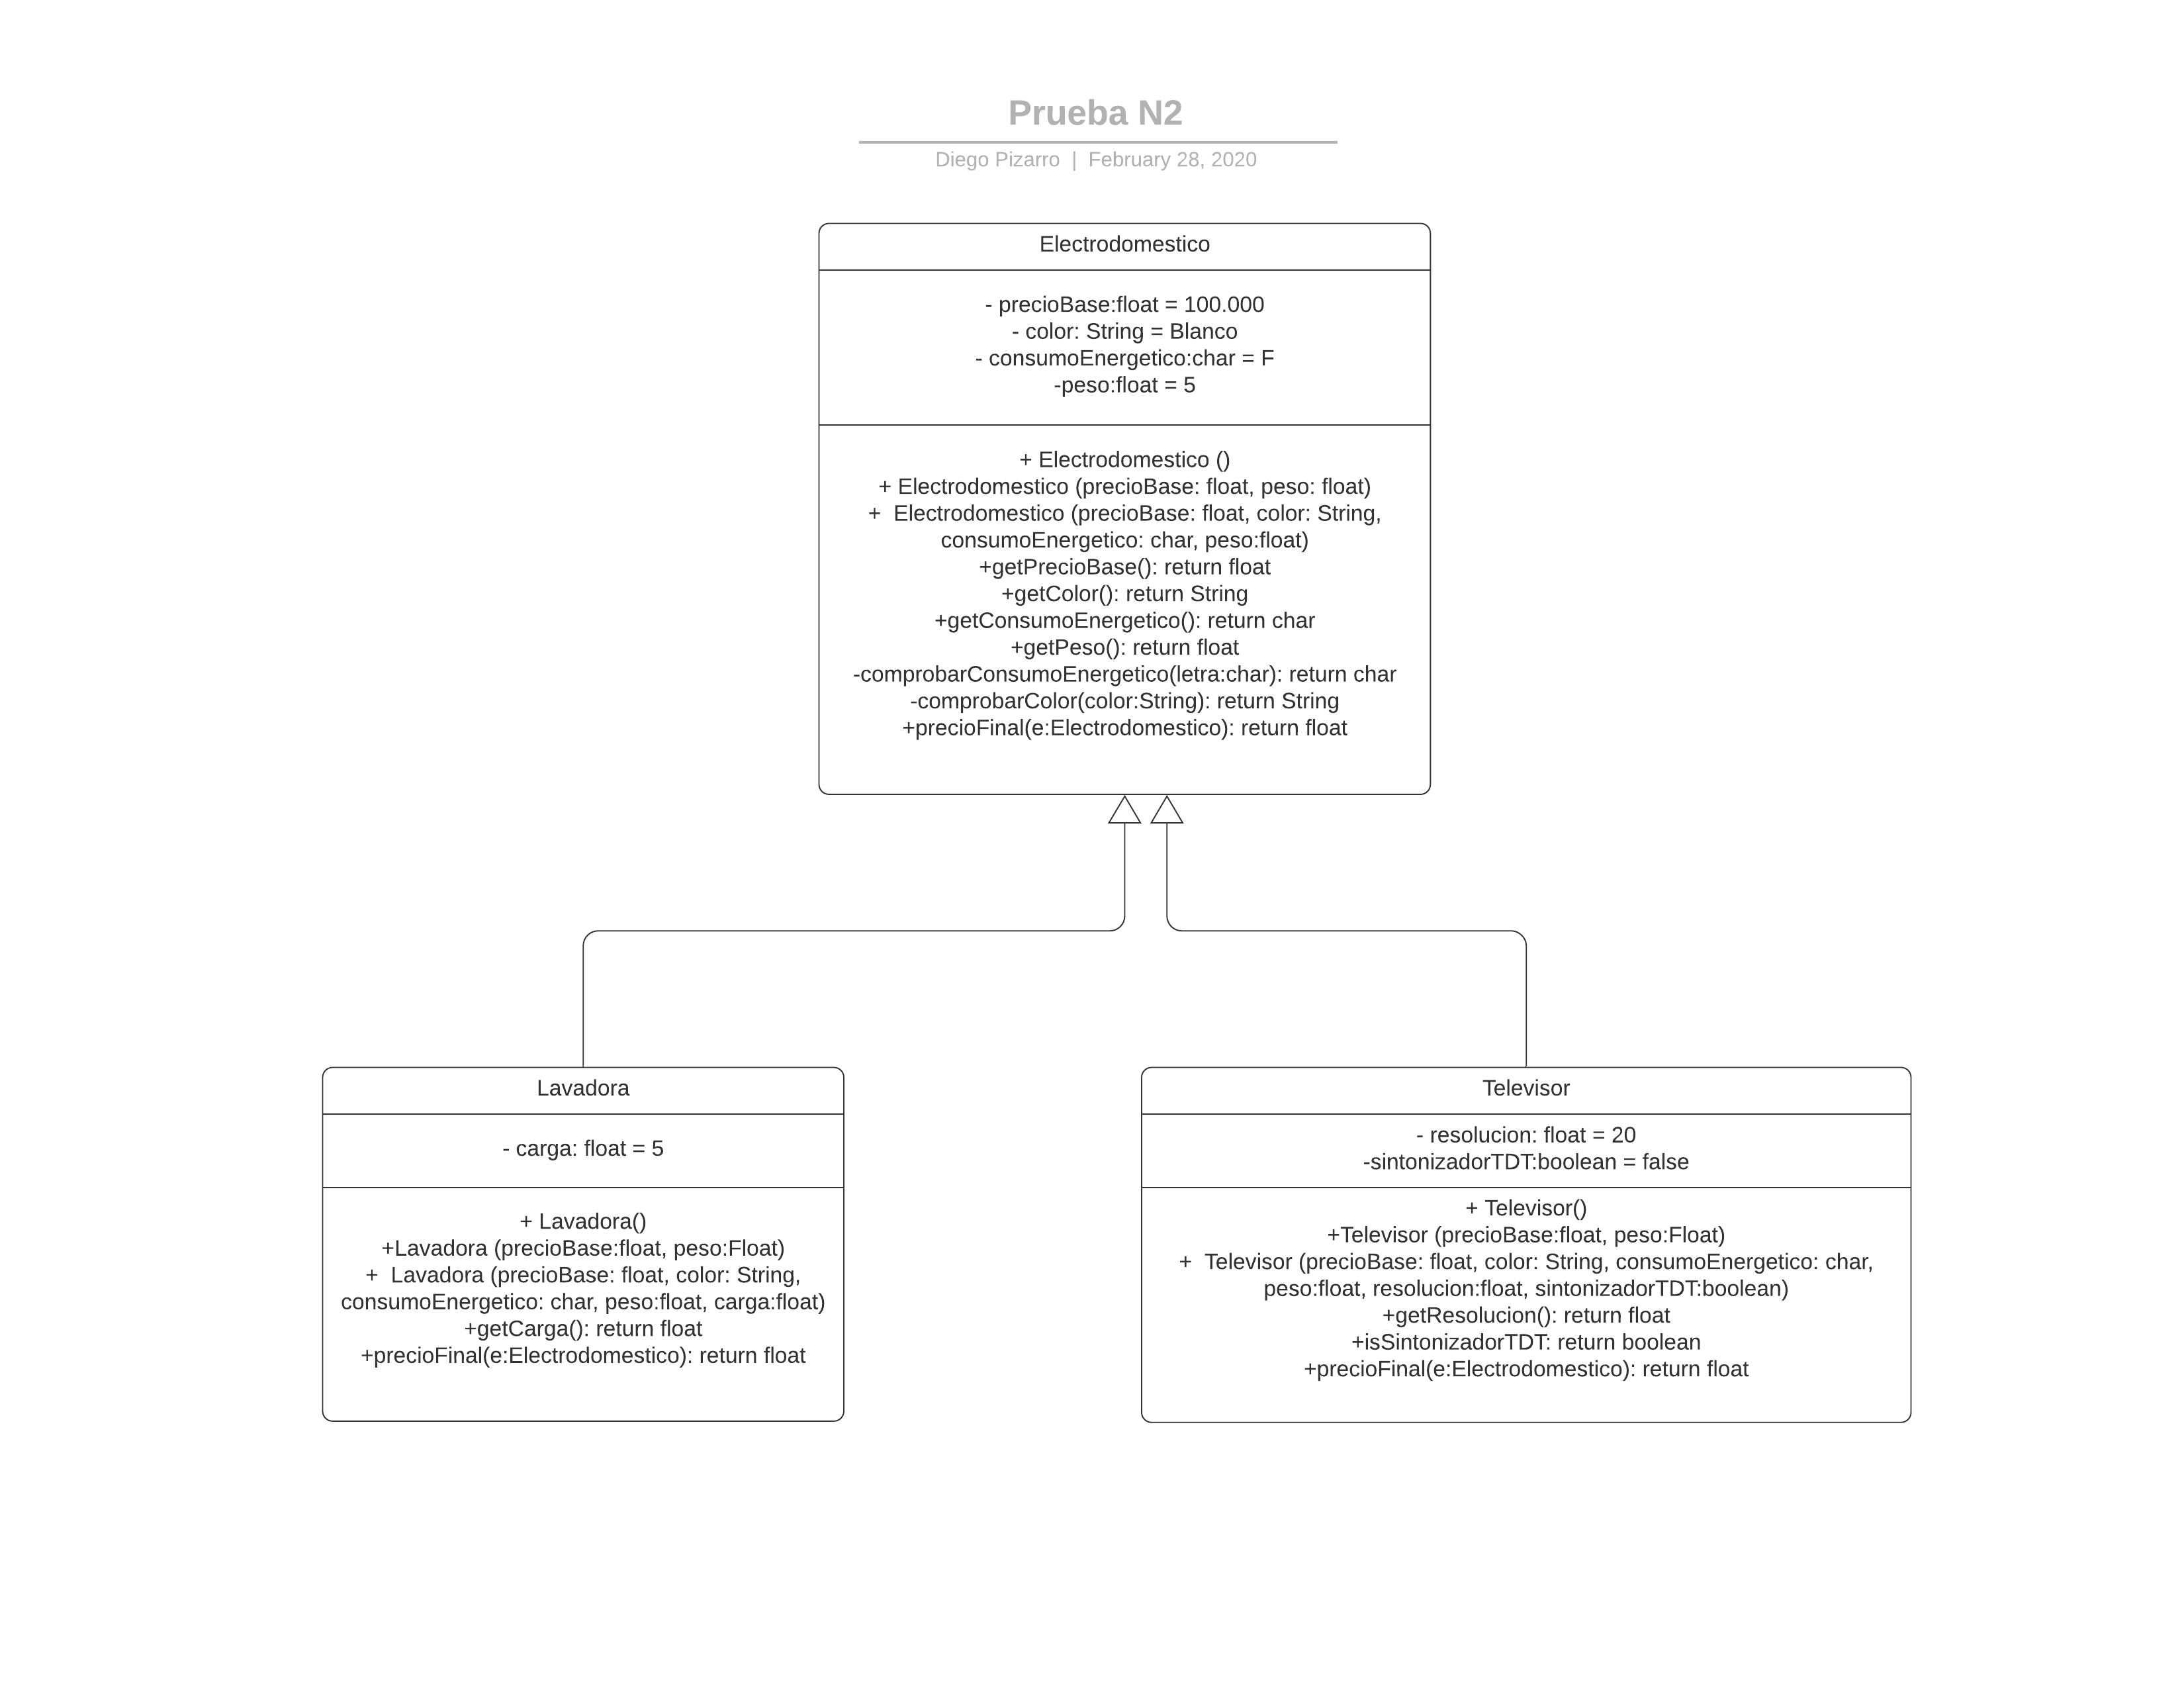 Prueba N2
Diego Pizarro | February 28, 2020
Electrodomestico
- precioBase:float = 100.000
- color: String = Blanco
- consumoEnergetico:char = F
-peso:float = 5
+ Electrodomestico ()
+ Electrodomestico (precioBase: float, peso: float)
+  Electrodomestico (precioBase: float, color: String,
consumoEnergetico: char, peso:float)
+getPrecioBase(): return float
+getColor(): return String
+getConsumoEnergetico(): return char
+getPeso(): return float
-comprobarConsumoEnergetico(letra:char): return char
-comprobarColor(color:String): return String
+precioFinal(e:Electrodomestico): return float
Lavadora
- carga: float = 5
+ Lavadora()
+Lavadora (precioBase:float, peso:Float)
+  Lavadora (precioBase: float, color: String,
consumoEnergetico: char, peso:float, carga:float)
+getCarga(): return float
+precioFinal(e:Electrodomestico): return float
Televisor
- resolucion: float = 20
-sintonizadorTDT:boolean = false
+ Televisor()
+Televisor (precioBase:float, peso:Float)
+  Televisor (precioBase: float, color: String, consumoEnergetico: char,
peso:float, resolucion:float, sintonizadorTDT:boolean)
+getResolucion(): return float
+isSintonizadorTDT: return boolean
+precioFinal(e:Electrodomestico): return float